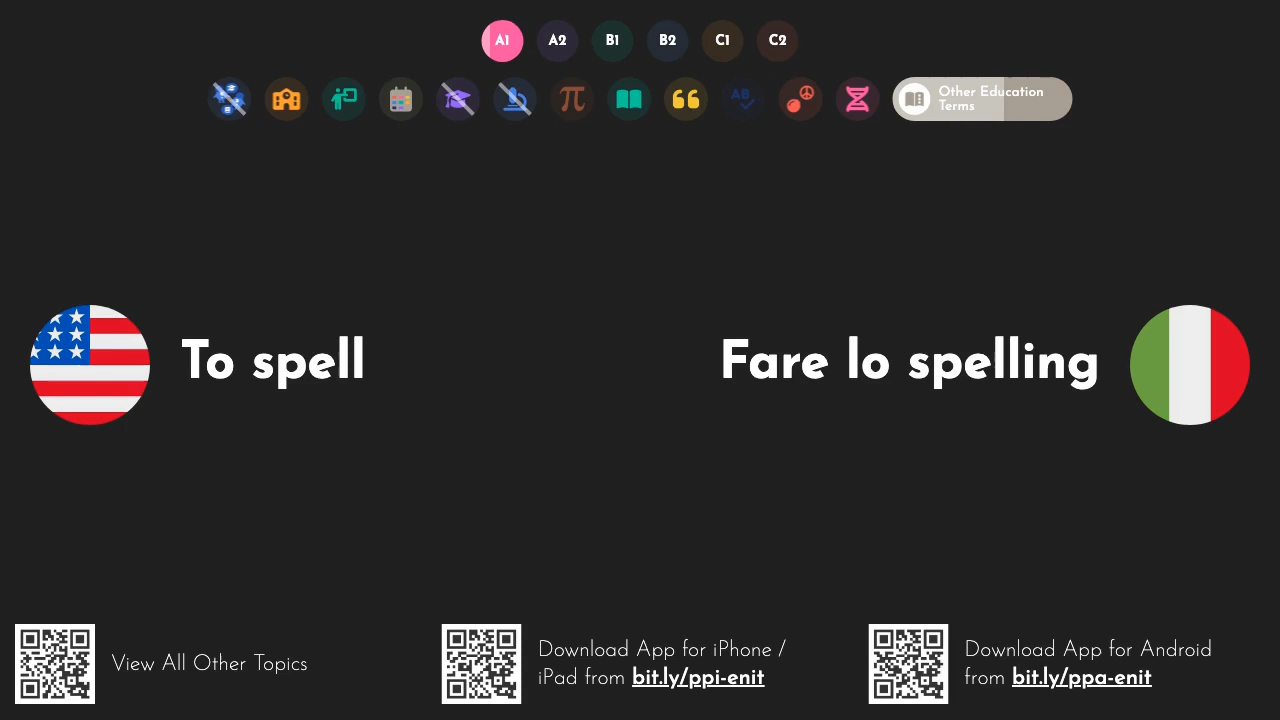 A1 A2 B1 B2 C1 C2
AB
Other Education
Terms
To spell
Fare lo spelling
View All Other Topics
Download App for iPhone /
iPad from bit.ly/ppi-enit
Download App for Android
from bit.ly/ppa-enit